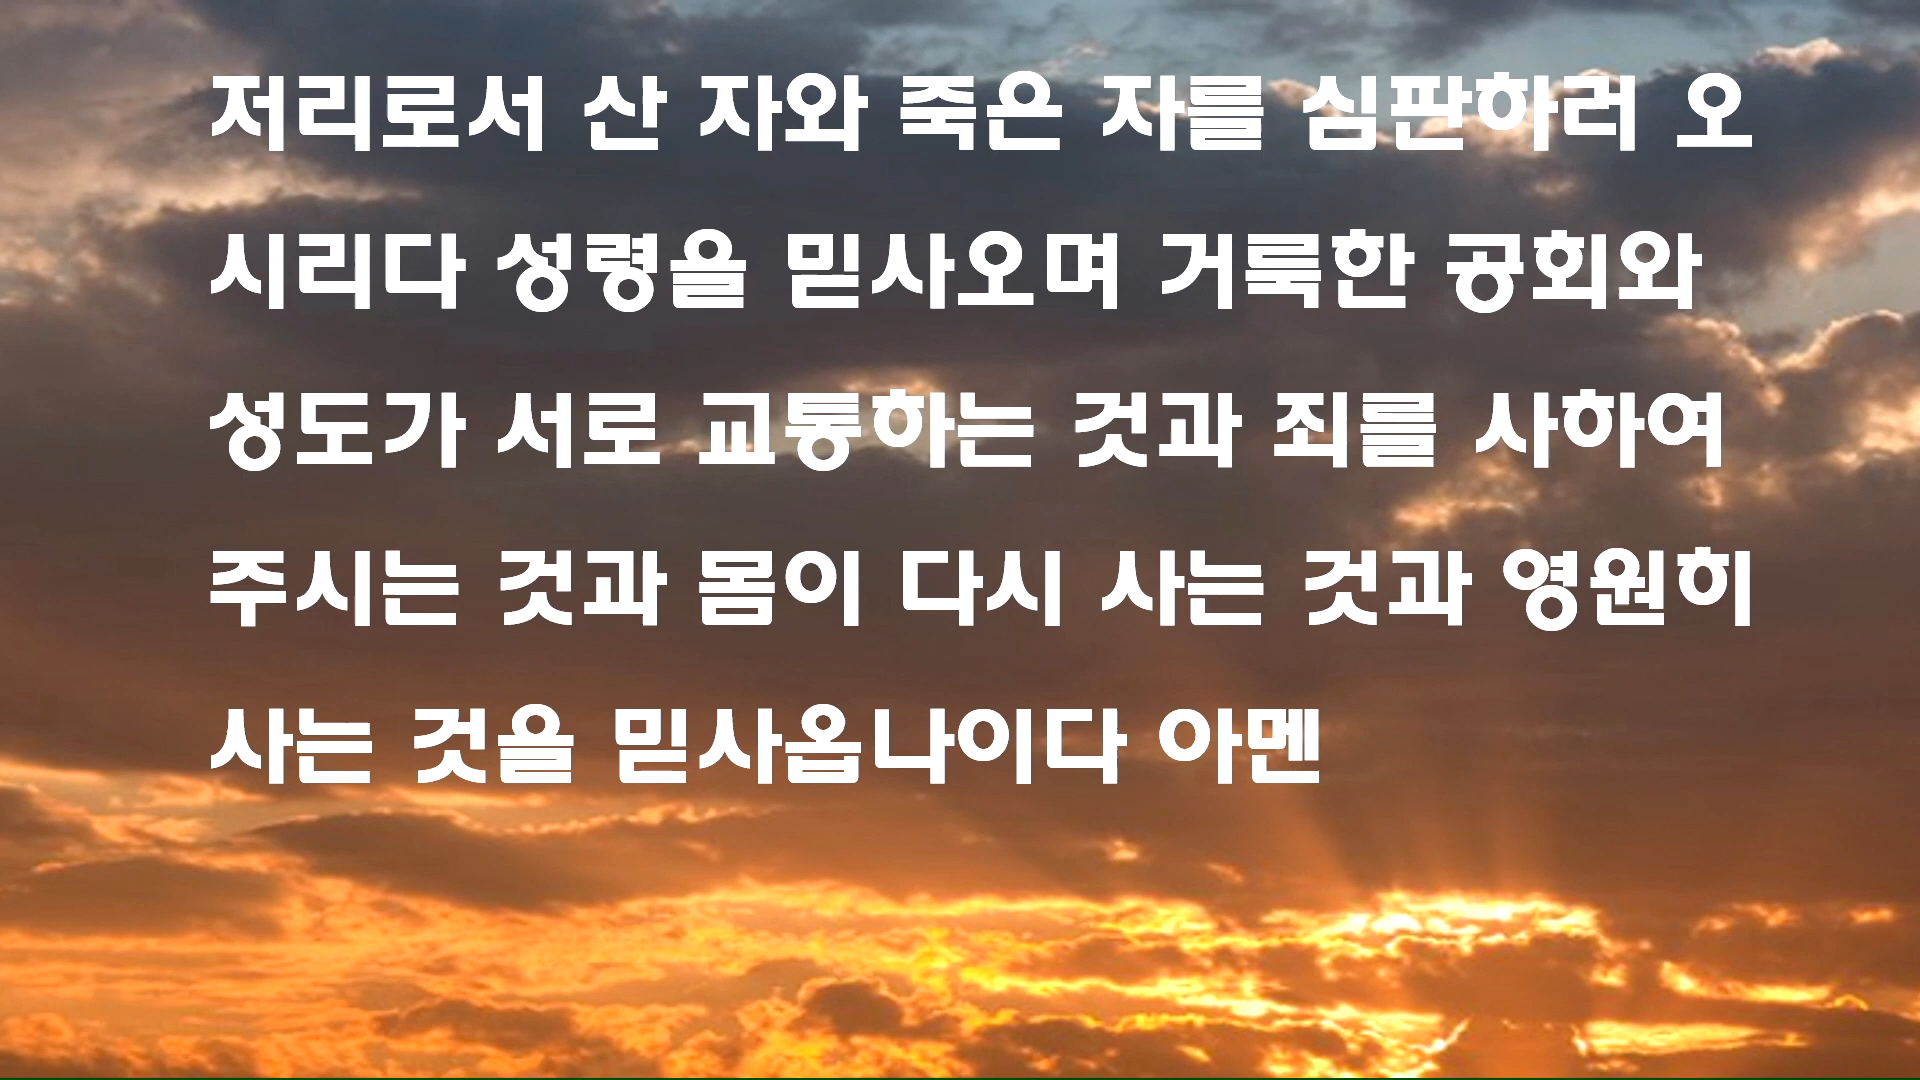 저리로서 산 자와 죽은 자를 심판하러 오
시리다 성령을 믿사오며 거룩한 공회와
성도가 서로 교통하는 것과 죄를 사하여
주시는 것과 몸이 다시 사는 것과 영원히
사는 것을 믿사옵나이다 아멘